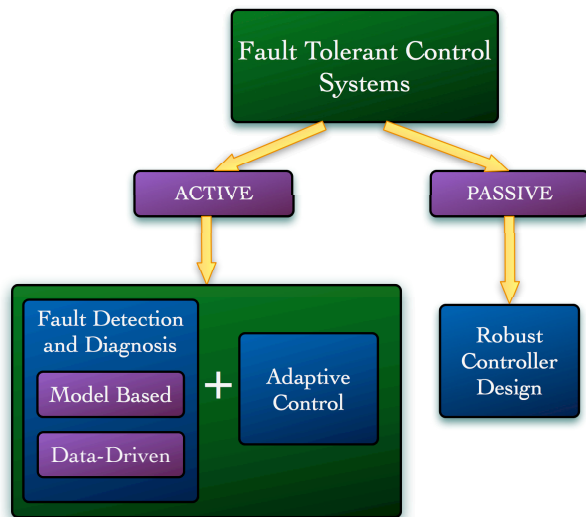 Fault Tolerant Control
Systems
ACTIVE
PASSIVE
Fault Detection
and Diagnosis
Model Based
Data-Driven
+
Adaptive
Control
Robust
Controller
Design